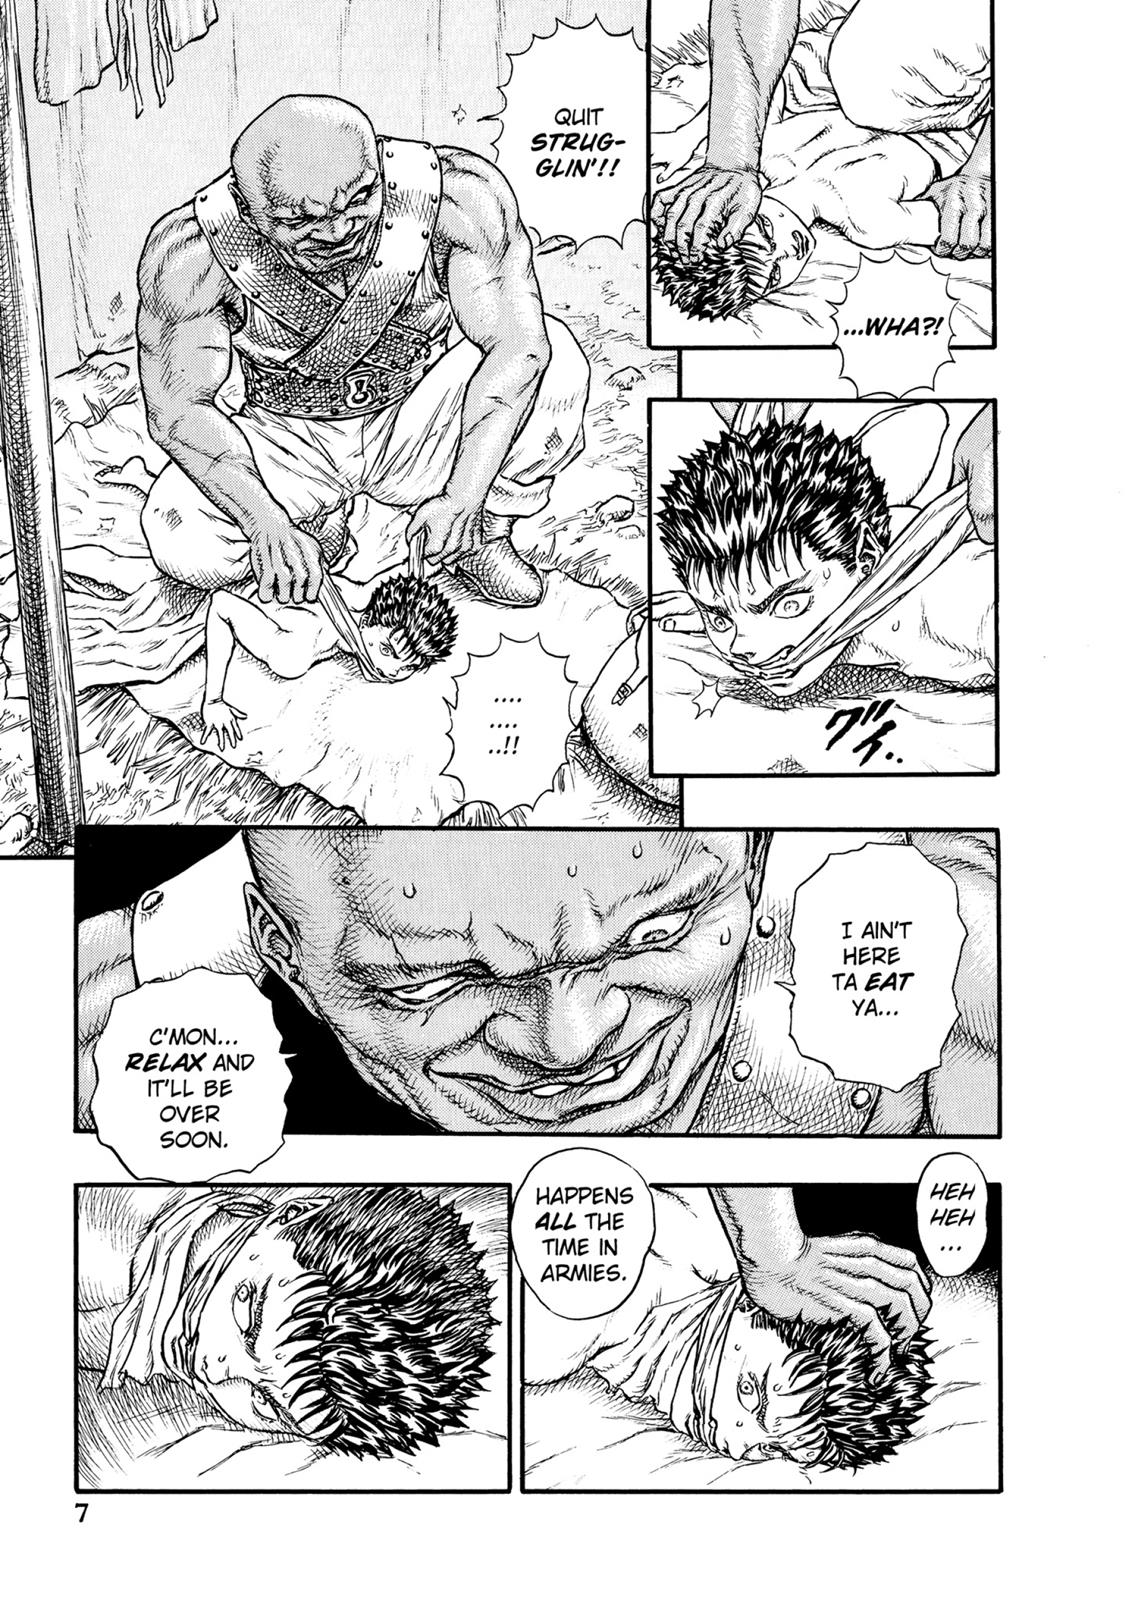 ...WHA?!
QUIT
STRUG-
GLIN'!!
グイ..
....
....
..!!
I AIN'T
HERE
TA EAT
YA...
C'MON...
RELAX AND
IT'LL BE
OVER
SOON.
HEH
HEH
...
HAPPENS
ALL THE
TIME IN
ARMIES.
7